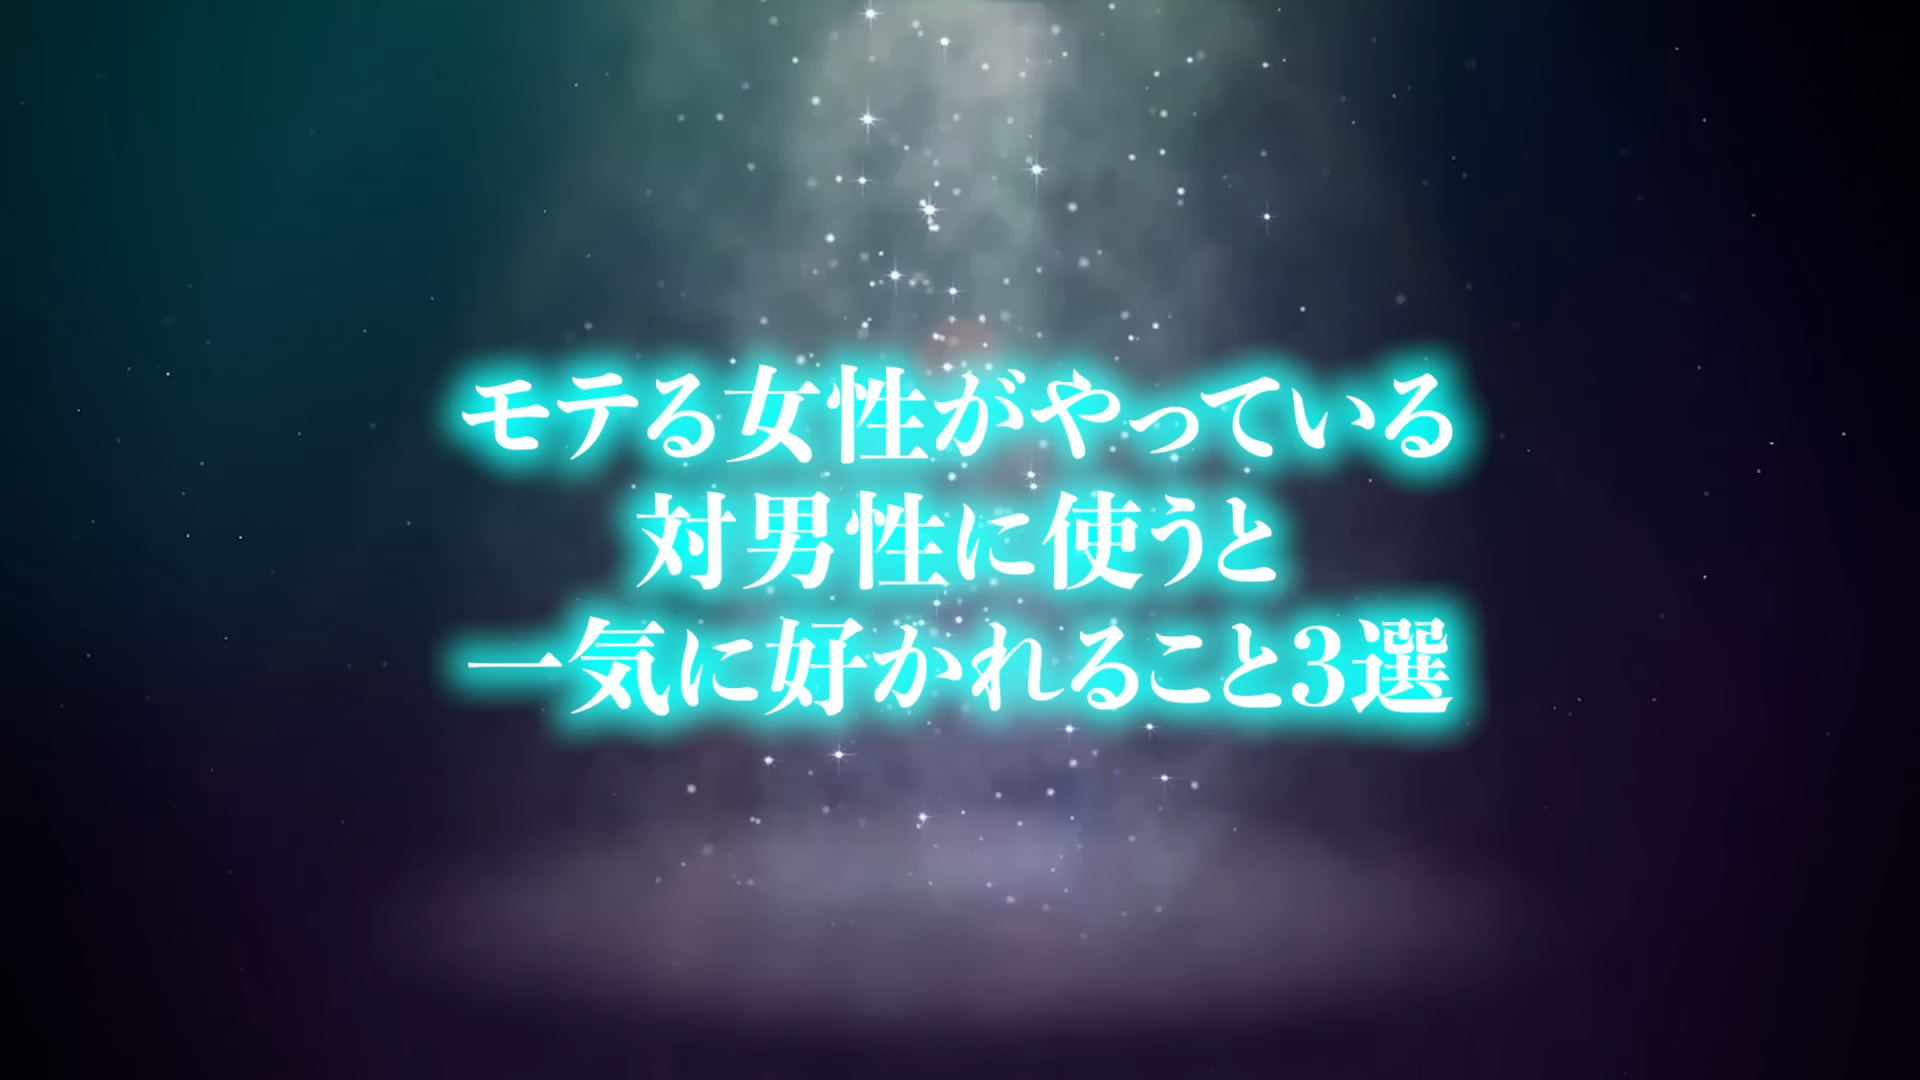 モテる女性がやっている
対男性に使うと
一気に好かれること3選